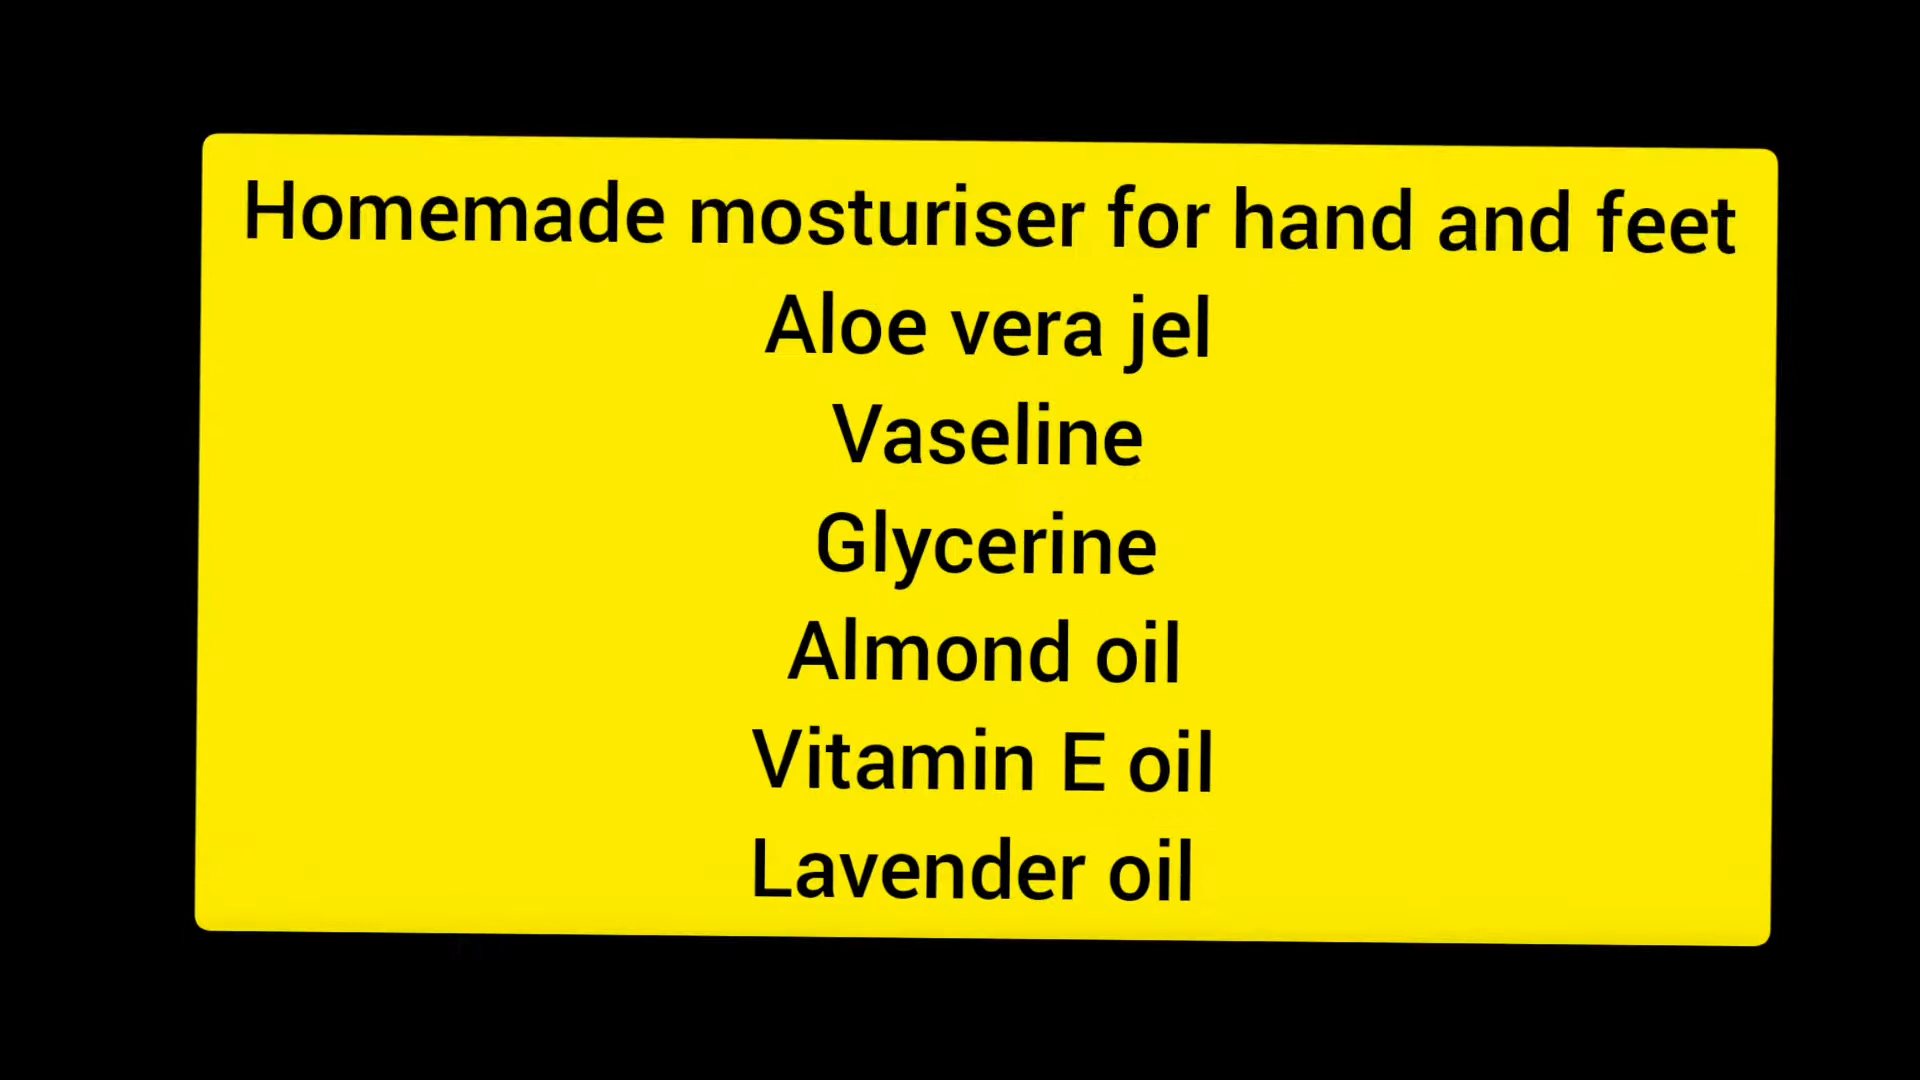 Homemade mosturiser for hand and feet
Aloe vera jel
Vaseline
Glycerine
Almond oil
Vitamin E oil
Lavender oil